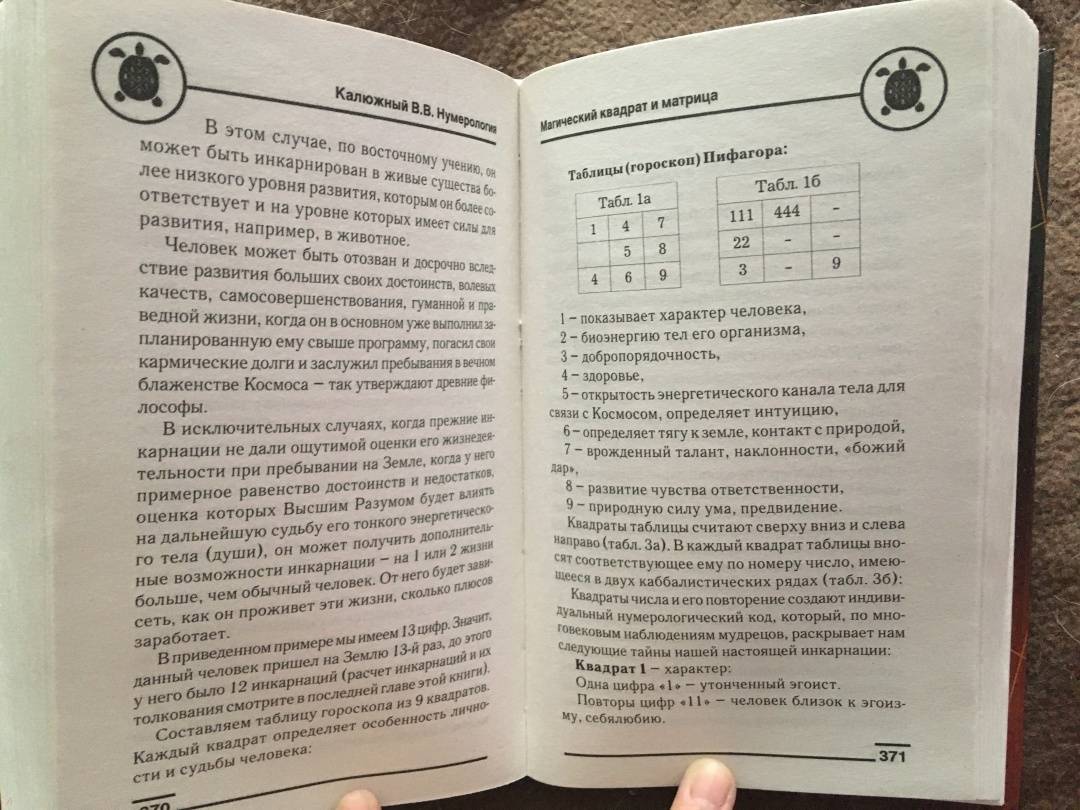 Калюжный В.В. Нумерология
В этом случае, по восточному учению, он
может быть инкарнирован в живые существа бо-
лее низкого уровня развития, которым он более со-
ответствует и на уровне которых имеет силы для
развития, например, в животное.
Человек может быть отозван и досрочно вслед-
ствие развития больших своих достоинств, волевых
качеств, самосовершенствования, гуманной и пра-
ведной жизни, когда он в основном уже выполнил за-
планированную ему свыше программу, погасил свои
кармические долги и заслужил пребывания в вечном
блаженстве Космоса – так утверждают древние фи-
лософы.
В исключительных случаях, когда прежние ин-
карнации не дали ощутимой оценки его жизнедея-
тельности при пребывании на Земле, когда у него
примерное равенство достоинств и недостатков,
оценка которых Высшим Разумом будет влиять
на дальнейшую судьбу его тонкого энергетическо-
го тела (души), он может получить дополнитель-
ные возможности инкарнации – на 1 или 2 жизни
больше, чем обычный человек. От него будет зави-
сеть, как он проживет эти жизни, сколько плюсов
заработает.
В приведенном примере мы имеем 13 цифр. Значит,
данный человек пришел на Землю 13-й раз, до этого
у него было 12 инкарнаций (расчет инкарнаций и их
толкования смотрите в последней главе этой книги).
Составляем таблицу гороскопа из 9 квадратов.
Каждый квадрат определяет особенность лично-
сти и судьбы человека:
370
Магический квадрат и матрица
Таблицы (гороскоп) Пифагора:
Табл. 1а
1 4 7
5 8
4 6 9
Табл. 1б
111 444 –
22 – –
3 – 9
1 – показывает характер человека,
2 – биоэнергию тел его организма,
3 – добропорядочность,
4 – здоровье,
5 – открытость энергетического канала тела для
связи с Космосом, определяет интуицию,
6 – определяет тягу к земле, контакт с природой,
7 – врожденный талант, наклонности, «божий
дар»,
8 – развитие чувства ответственности,
9 – природную силу ума, предвидение.
Квадраты таблицы считают сверху вниз и слева
направо (табл. 3а). В каждый квадрат таблицы вно-
сят соответствующее ему по номеру число, имею-
щееся в двух каббалистических рядах (табл. 3б):
Квадраты числа и его повторение создают индиви-
дуальный нумерологический код, который, по мно-
говековым наблюдениям мудрецов, раскрывает нам
следующие тайны нашей настоящей инкарнации:
Квадрат 1 – характер:
Одна цифра «1» – утонченный эгоист.
Повторы цифр «11» – человек близок к эгоиз-
му, себялюбию.
371